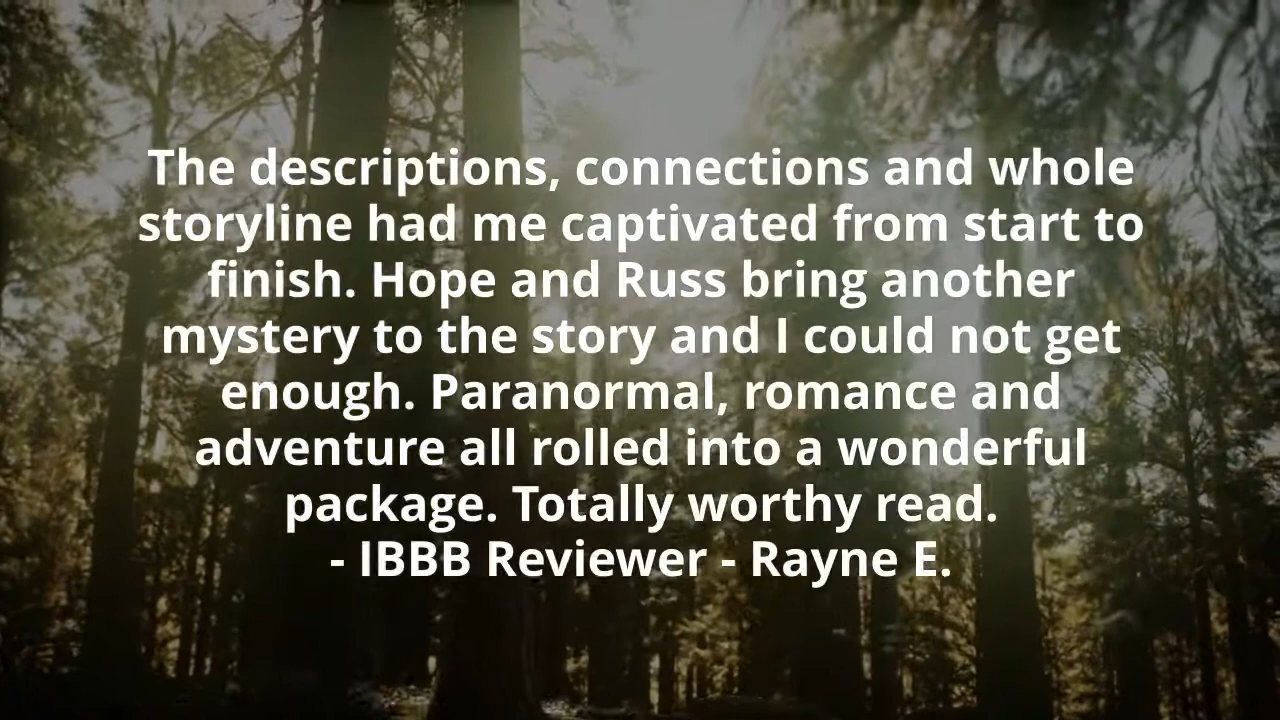 The descriptions, connections and whole
storyline had me captivated from start to
finish. Hope and Russ bring another
mystery to the story and I could not get
enough. Paranormal, romance and
adventure all rolled into a wonderful
package. Totally worthy read.
- IBBB Reviewer - Rayne E.